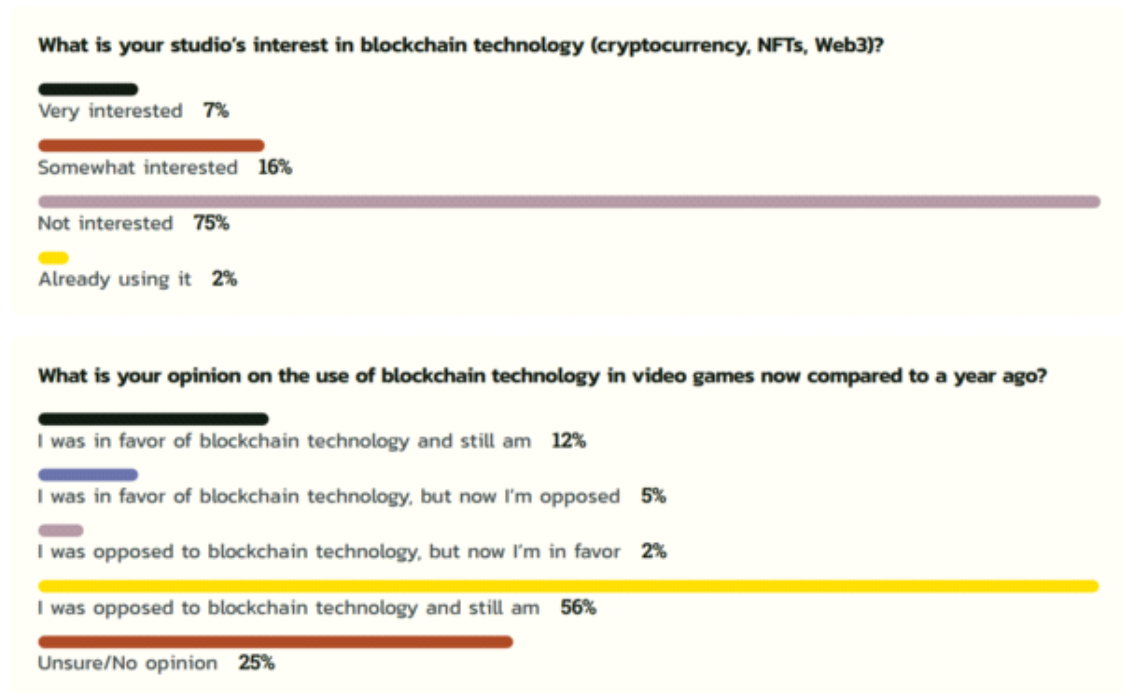 What is your studio's interest in blockchain technology (cryptocurrency, NFTs, Web3)?
Very interested 7%
Somewhat interested 16%
Not interested 75%
Already using it 2%
What is your opinion on the use of blockchain technology in video games now compared to a year ago?
I was in favor of blockchain technology and still am 12%
I was in favor of blockchain technology, but now I'm opposed 5%
I was opposed to blockchain technology, but now I'm in favor 2%
I was opposed to blockchain technology and still am 56%
Unsure/No opinion 25%